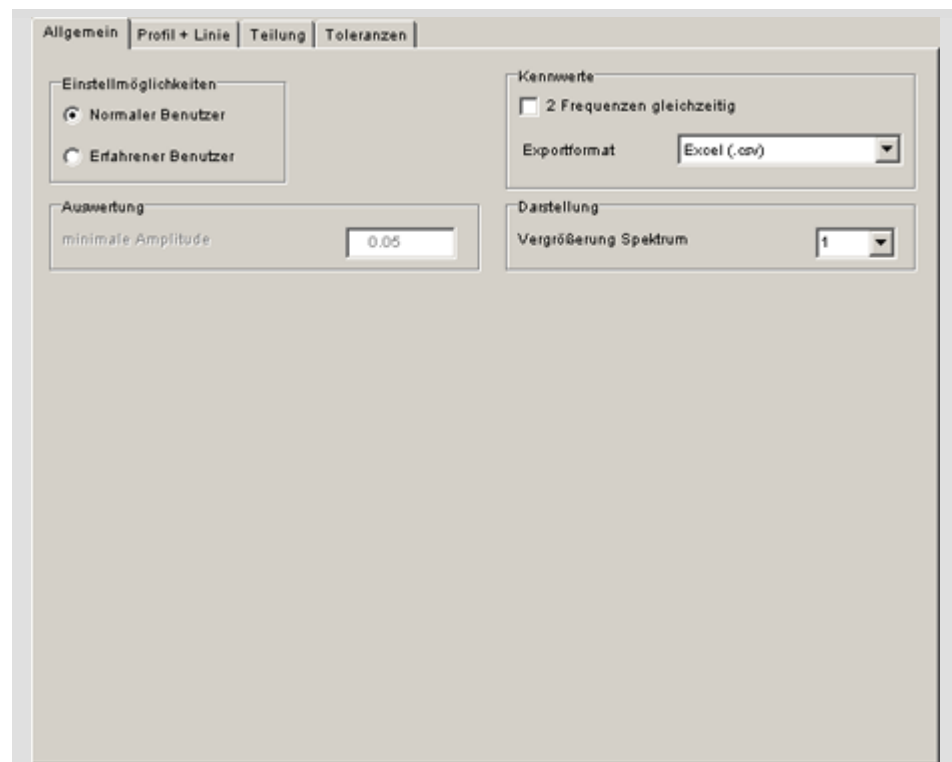 Allgemein Profil + Linie Teilung Toleranzen
Einstellmöglichkeiten
Normaler Benutzer
Erfahrener Benutzer
Kennwerte
2 Frequenzen gleichzeitig
Exportformat Excel (.csv)
Auswertung
minimale Amplitude 0.05
Darstellung
Vergrößerung Spektrum 1